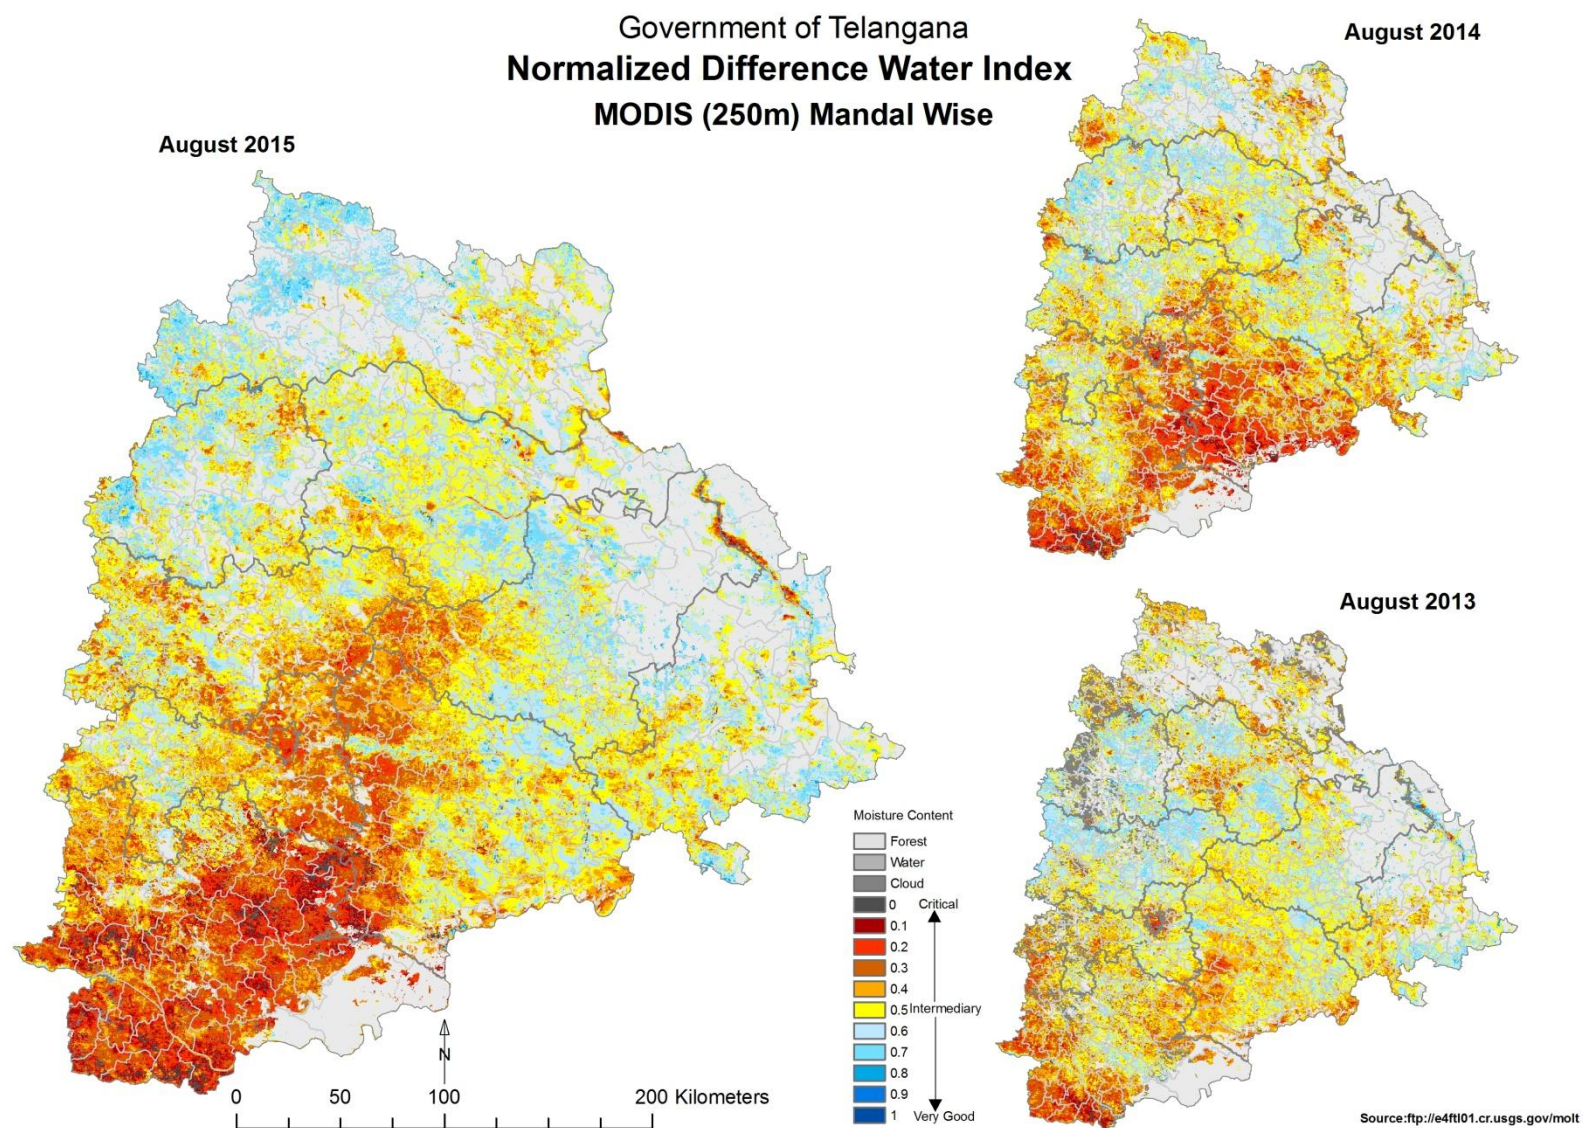 Government of Telangana
Normalized Difference Water Index
MODIS (250m) Mandal Wise
August 2015
August 2014
August 2013
Moisture Content
Forest
Water
Cloud
0 Critical
0.1
0.2
0.3
0.4
0.5 Intermediary
0.6
0.7
0.8
0.9
1 Very Good
N
0 50 100 200 Kilometers
Source:ftp://e4ftl01.cr.usgs.gov/molt